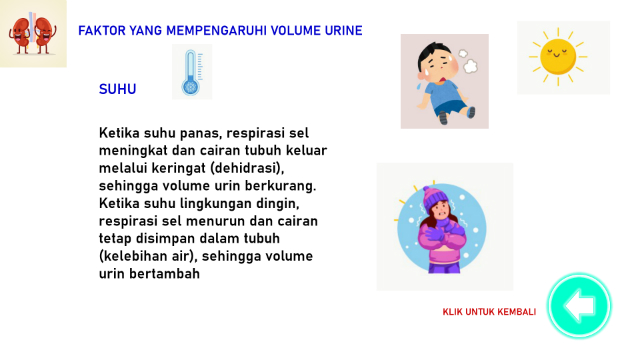 FAKTOR YANG MEMPENGARUHI VOLUME URINE
SUHU
Ketika suhu panas, respirasi sel
meningkat dan cairan tubuh keluar
melalui keringat (dehidrasi),
sehingga volume urin berkurang.
Ketika suhu lingkungan dingin,
respirasi sel menurun dan cairan
tetap disimpan dalam tubuh
(kelebihan air), sehingga volume
urin bertambah
KLIK UNTUK KEMBALI